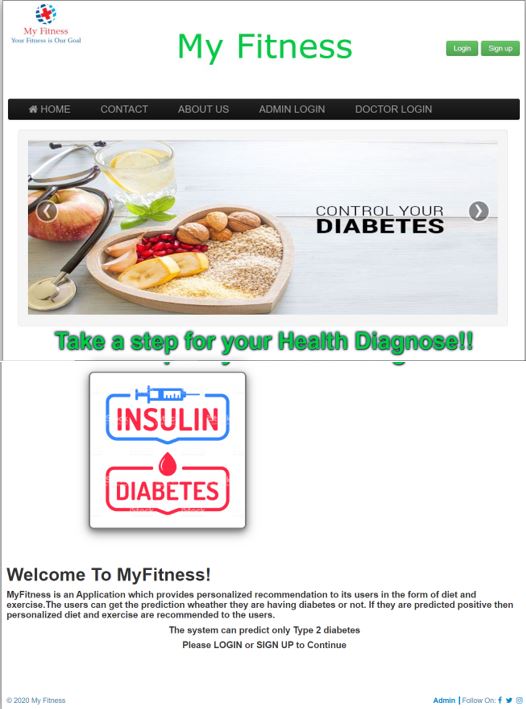 My Fitness
Your Fitness is Our Goal
My Fitness
Login
Sign up
HOME
CONTACT
ABOUT US
ADMIN LOGIN
DOCTOR LOGIN
CONTROL YOUR
DIABETES
Take a step for your Health Diagnose!!
INSULIN
DIABETES
Welcome To MyFitness!
MyFitness is an Application which provides personalized recommendation to its users in the form of diet and
exercise.The users can get the prediction wheather they are having diabetes or not. If they are predicted positive then
personalized diet and exercise are recommended to the users.
The system can predict only Type 2 diabetes
Please LOGIN or SIGN UP to Continue
© 2020 My Fitness
Admin | Follow On: